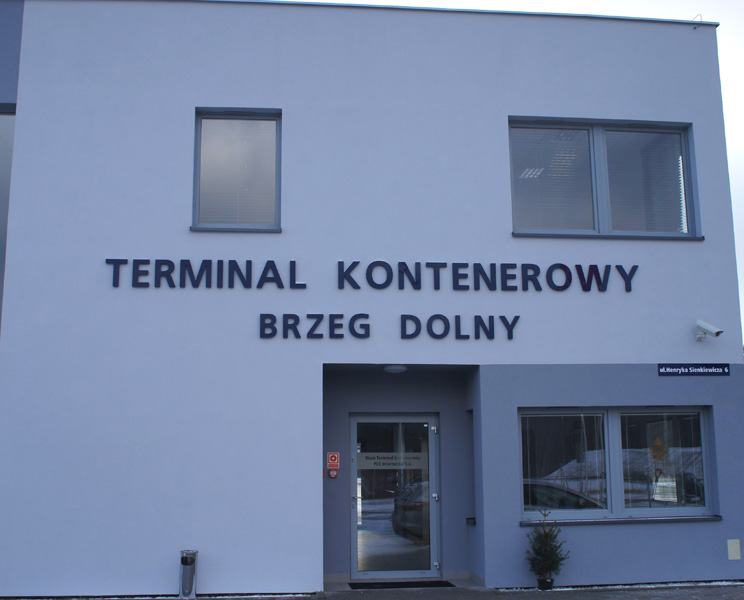 TERMINAL KONTENEROWY
BRZEG DOLNY
ul.Henryka Sienkiewicza 6